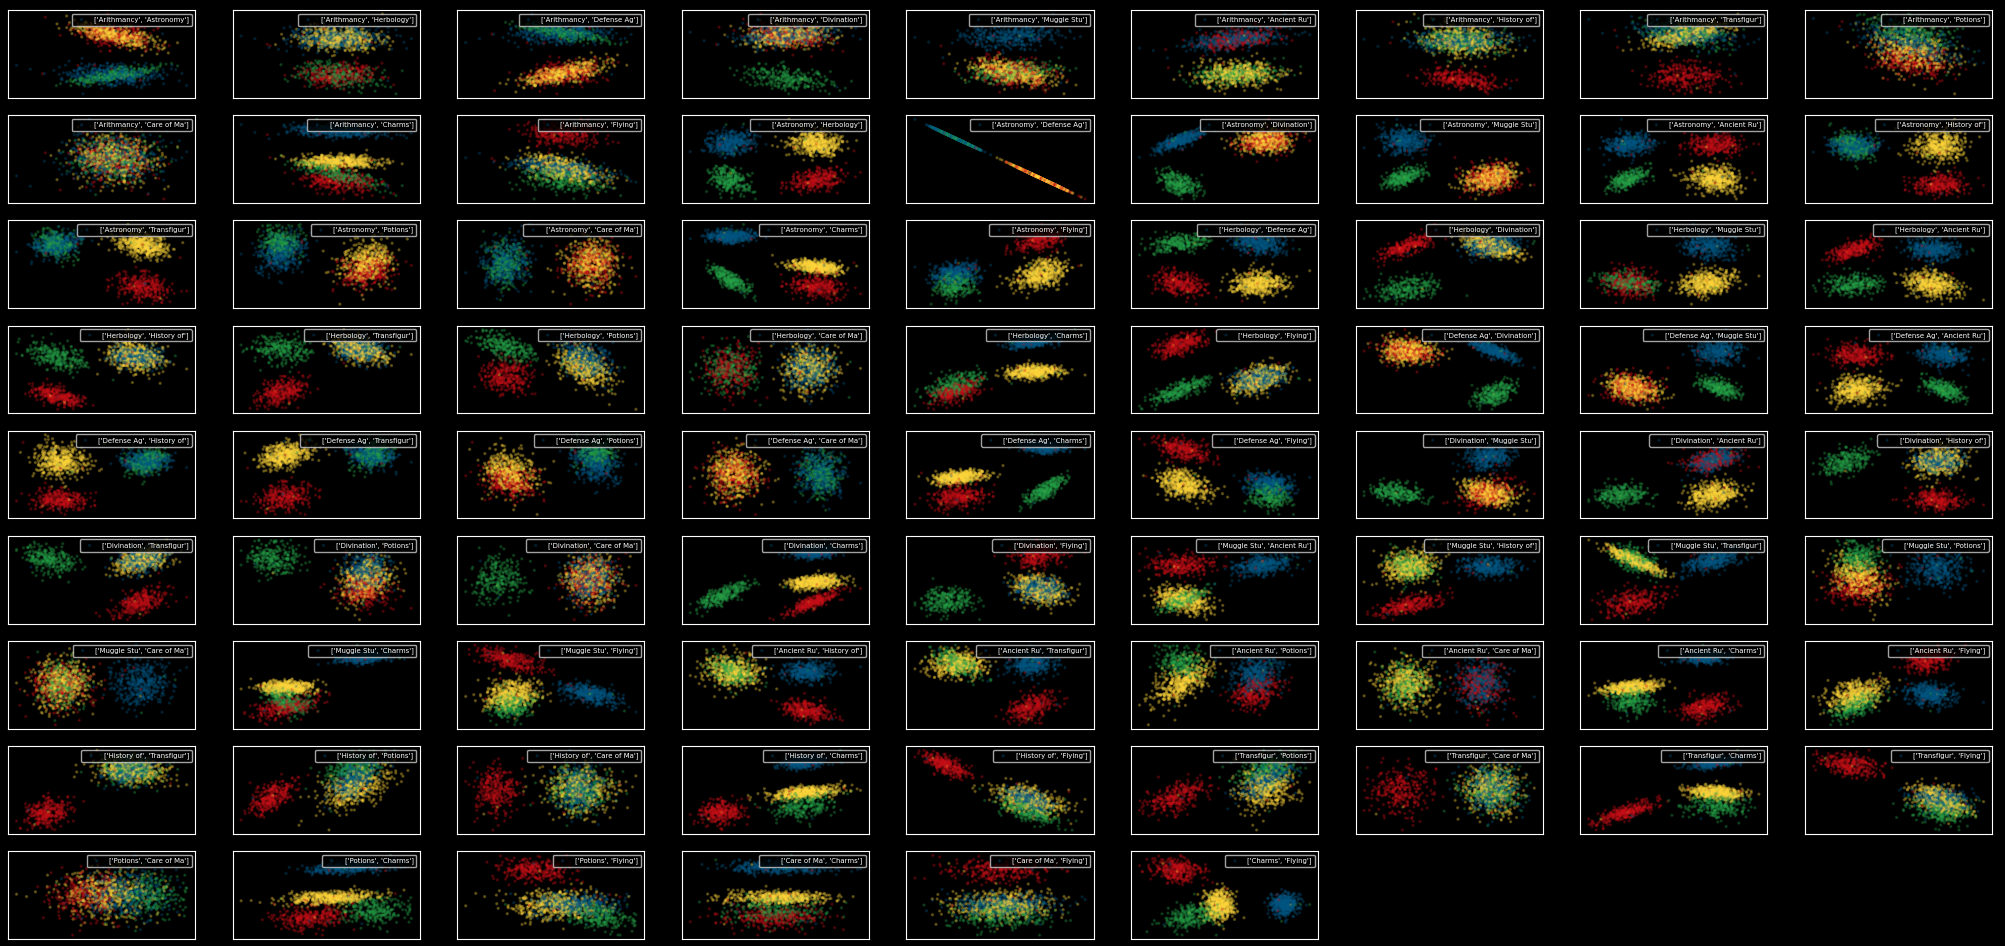 ['Arithmancy', 'Astronomy']
['Arithmancy', 'Herbology']
['Arithmancy', 'Defense Ag']
['Arithmancy', 'Divination']
['Arithmancy', 'Muggle Stu']
['Arithmancy', 'Ancient Ru']
['Arithmancy', 'History of']
['Arithmancy', 'Transfigur']
['Arithmancy', 'Potions']
['Arithmancy', 'Care of Ma']
['Arithmancy', 'Charms']
['Arithmancy', 'Flying']
['Astronomy', 'Herbology']
['Astronomy', 'Defense Ag']
['Astronomy', 'Divination']
['Astronomy', 'Muggle Stu']
['Astronomy', 'Ancient Ru']
['Astronomy', 'History of']
['Astronomy', 'Transfigur']
['Astronomy', 'Potions']
['Astronomy', 'Care of Ma']
['Astronomy', 'Charms']
['Astronomy', 'Flying']
['Herbology', 'Defense Ag']
['Herbology', 'Divination']
['Herbology', 'Muggle Stu']
['Herbology', 'Ancient Ru']
['Herbology', 'History of']
['Herbology', 'Transfigur']
['Herbology', 'Potions']
['Herbology', 'Care of Ma']
['Herbology', 'Charms']
['Herbology', 'Flying']
['Defense Ag', 'Divination']
['Defense Ag', 'Muggle Stu']
['Defense Ag', 'Ancient Ru']
['Defense Ag', 'History of']
['Defense Ag', 'Transfigur']
['Defense Ag', 'Potions']
['Defense Ag', 'Care of Ma']
['Defense Ag', 'Charms']
['Defense Ag', 'Flying']
['Divination', 'Muggle Stu']
['Divination', 'Ancient Ru']
['Divination', 'History of']
['Divination', 'Transfigur']
['Divination', 'Potions']
['Divination', 'Care of Ma']
['Divination', 'Charms']
['Divination', 'Flying']
['Muggle Stu', 'Ancient Ru']
['Muggle Stu', 'History of']
['Muggle Stu', 'Transfigur']
['Muggle Stu', 'Potions']
['Muggle Stu', 'Care of Ma']
['Muggle Stu', 'Charms']
['Muggle Stu', 'Flying']
['Ancient Ru', 'History of']
['Ancient Ru', 'Transfigur']
['Ancient Ru', 'Potions']
['Ancient Ru', 'Care of Ma']
['Ancient Ru', 'Charms']
['Ancient Ru', 'Flying']
['History of', 'Transfigur']
['History of', 'Potions']
['History of', 'Care of Ma']
['History of', 'Charms']
['History of', 'Flying']
['Transfigur', 'Potions']
['Transfigur', 'Care of Ma']
['Transfigur', 'Charms']
['Transfigur', 'Flying']
['Potions', 'Care of Ma']
['Potions', 'Charms']
['Potions', 'Flying']
['Care of Ma', 'Charms']
['Care of Ma', 'Flying']
['Charms', 'Flying']